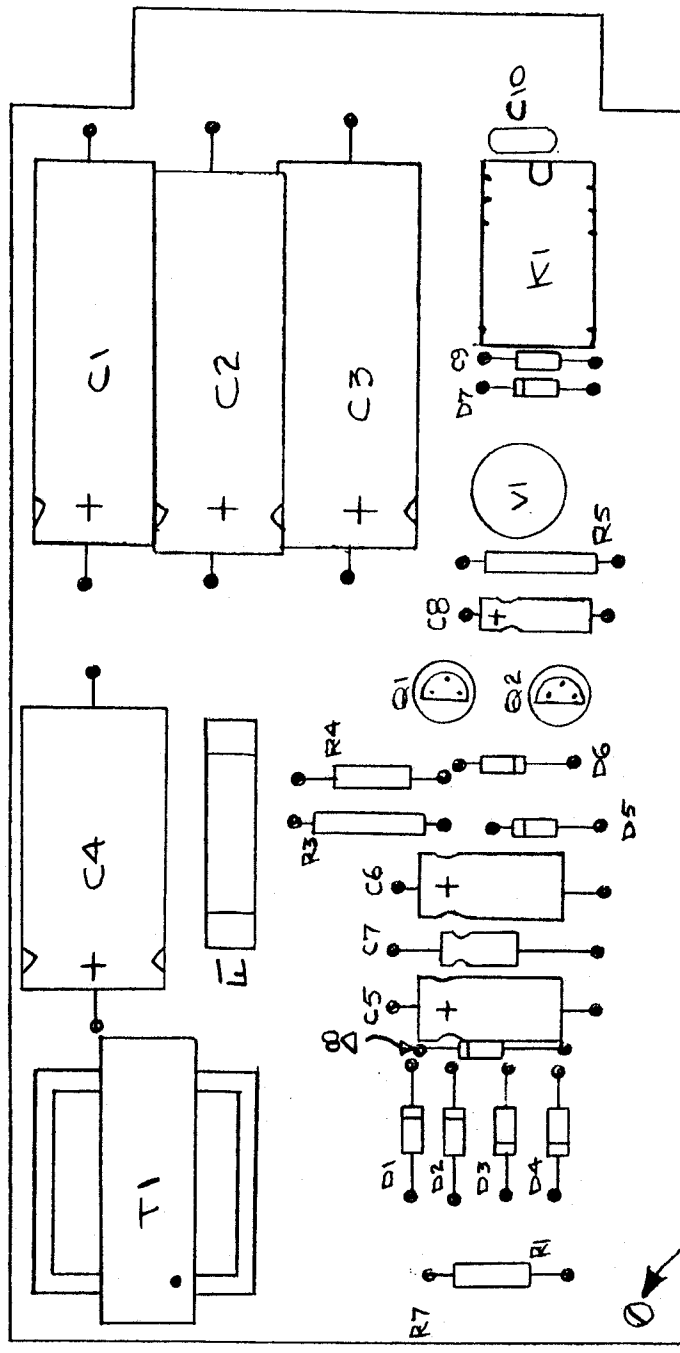 C10
K1
C1
C2
C3
C9
D7
+
+
+
V1
R5
C8
+
Q1
Q2
R4
D6
R3
D5
C4
C6
+
C7
+
F1
C5
+
D8
D1
D2
D3
D4
T1
R1
R7